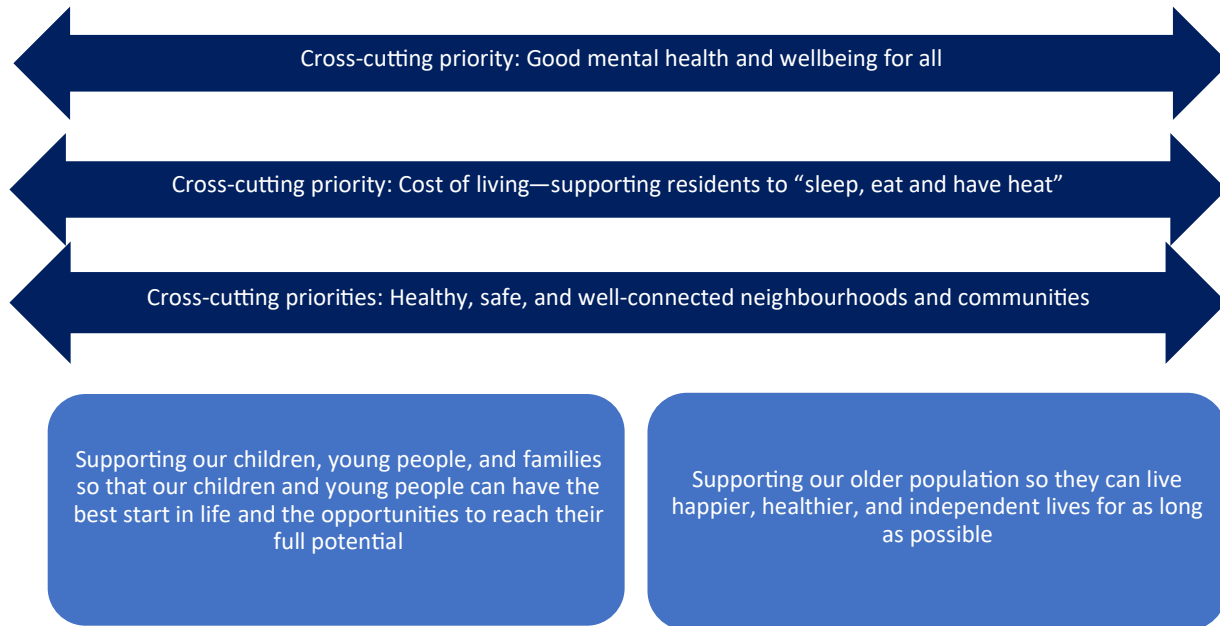 Cross-cutting priority: Good mental health and wellbeing for all
Cross-cutting priority: Cost of living—supporting residents to “sleep, eat and have heat”
Cross-cutting priorities: Healthy, safe, and well-connected neighbourhoods and communities
Supporting our children, young people, and families
so that our children and young people can have the
best start in life and the opportunities to reach their
full potential
Supporting our older population so they can live
happier, healthier, and independent lives for as long
as possible